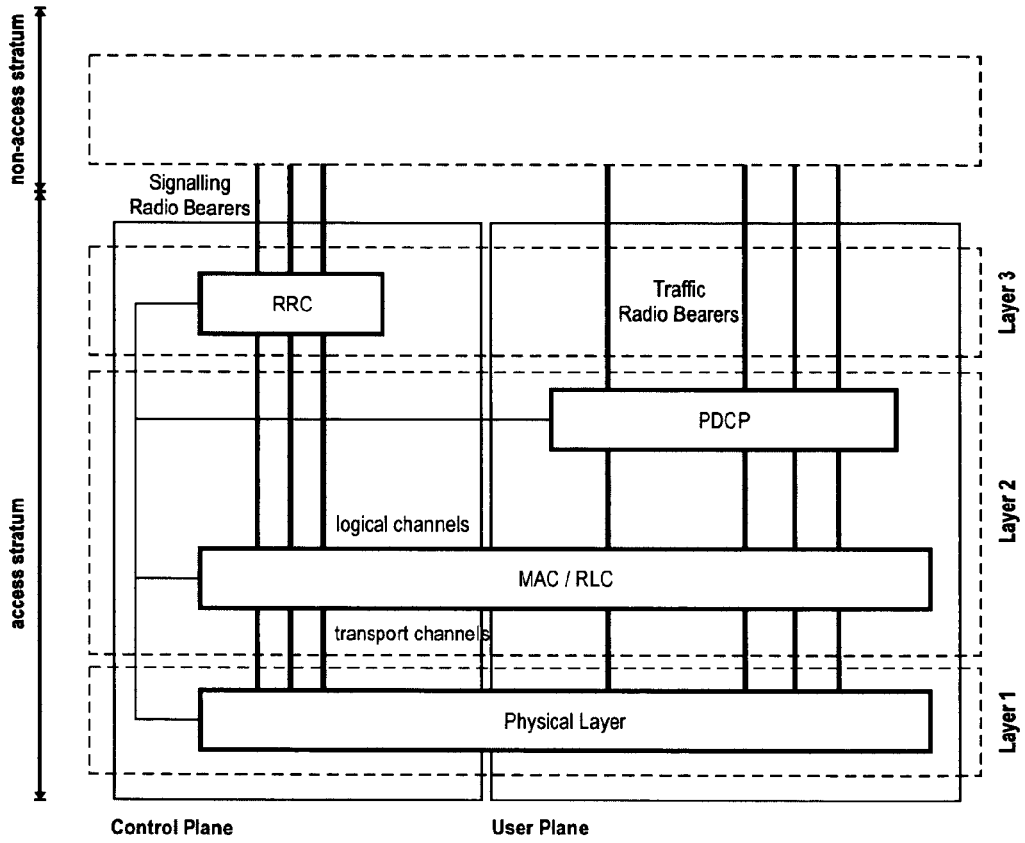 non-access stratum
Signalling
Radio Bearers
RRC
Traffic
Radio Bearers
Layer 3
PDCP
Layer 2
access stratum
logical channels
MAC / RLC
transport channels
Physical Layer
Layer 1
Control Plane
User Plane